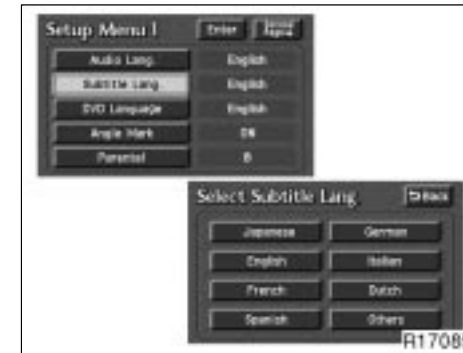 Setup Menu 1 Enter
Audio Lang. English
Subtitle Lang. English
DVD Language English
Angle Mark ON
Parental 8
Select Subtitle Lang. Back
Japanese German
English Italian
French Dutch
Spanish Others